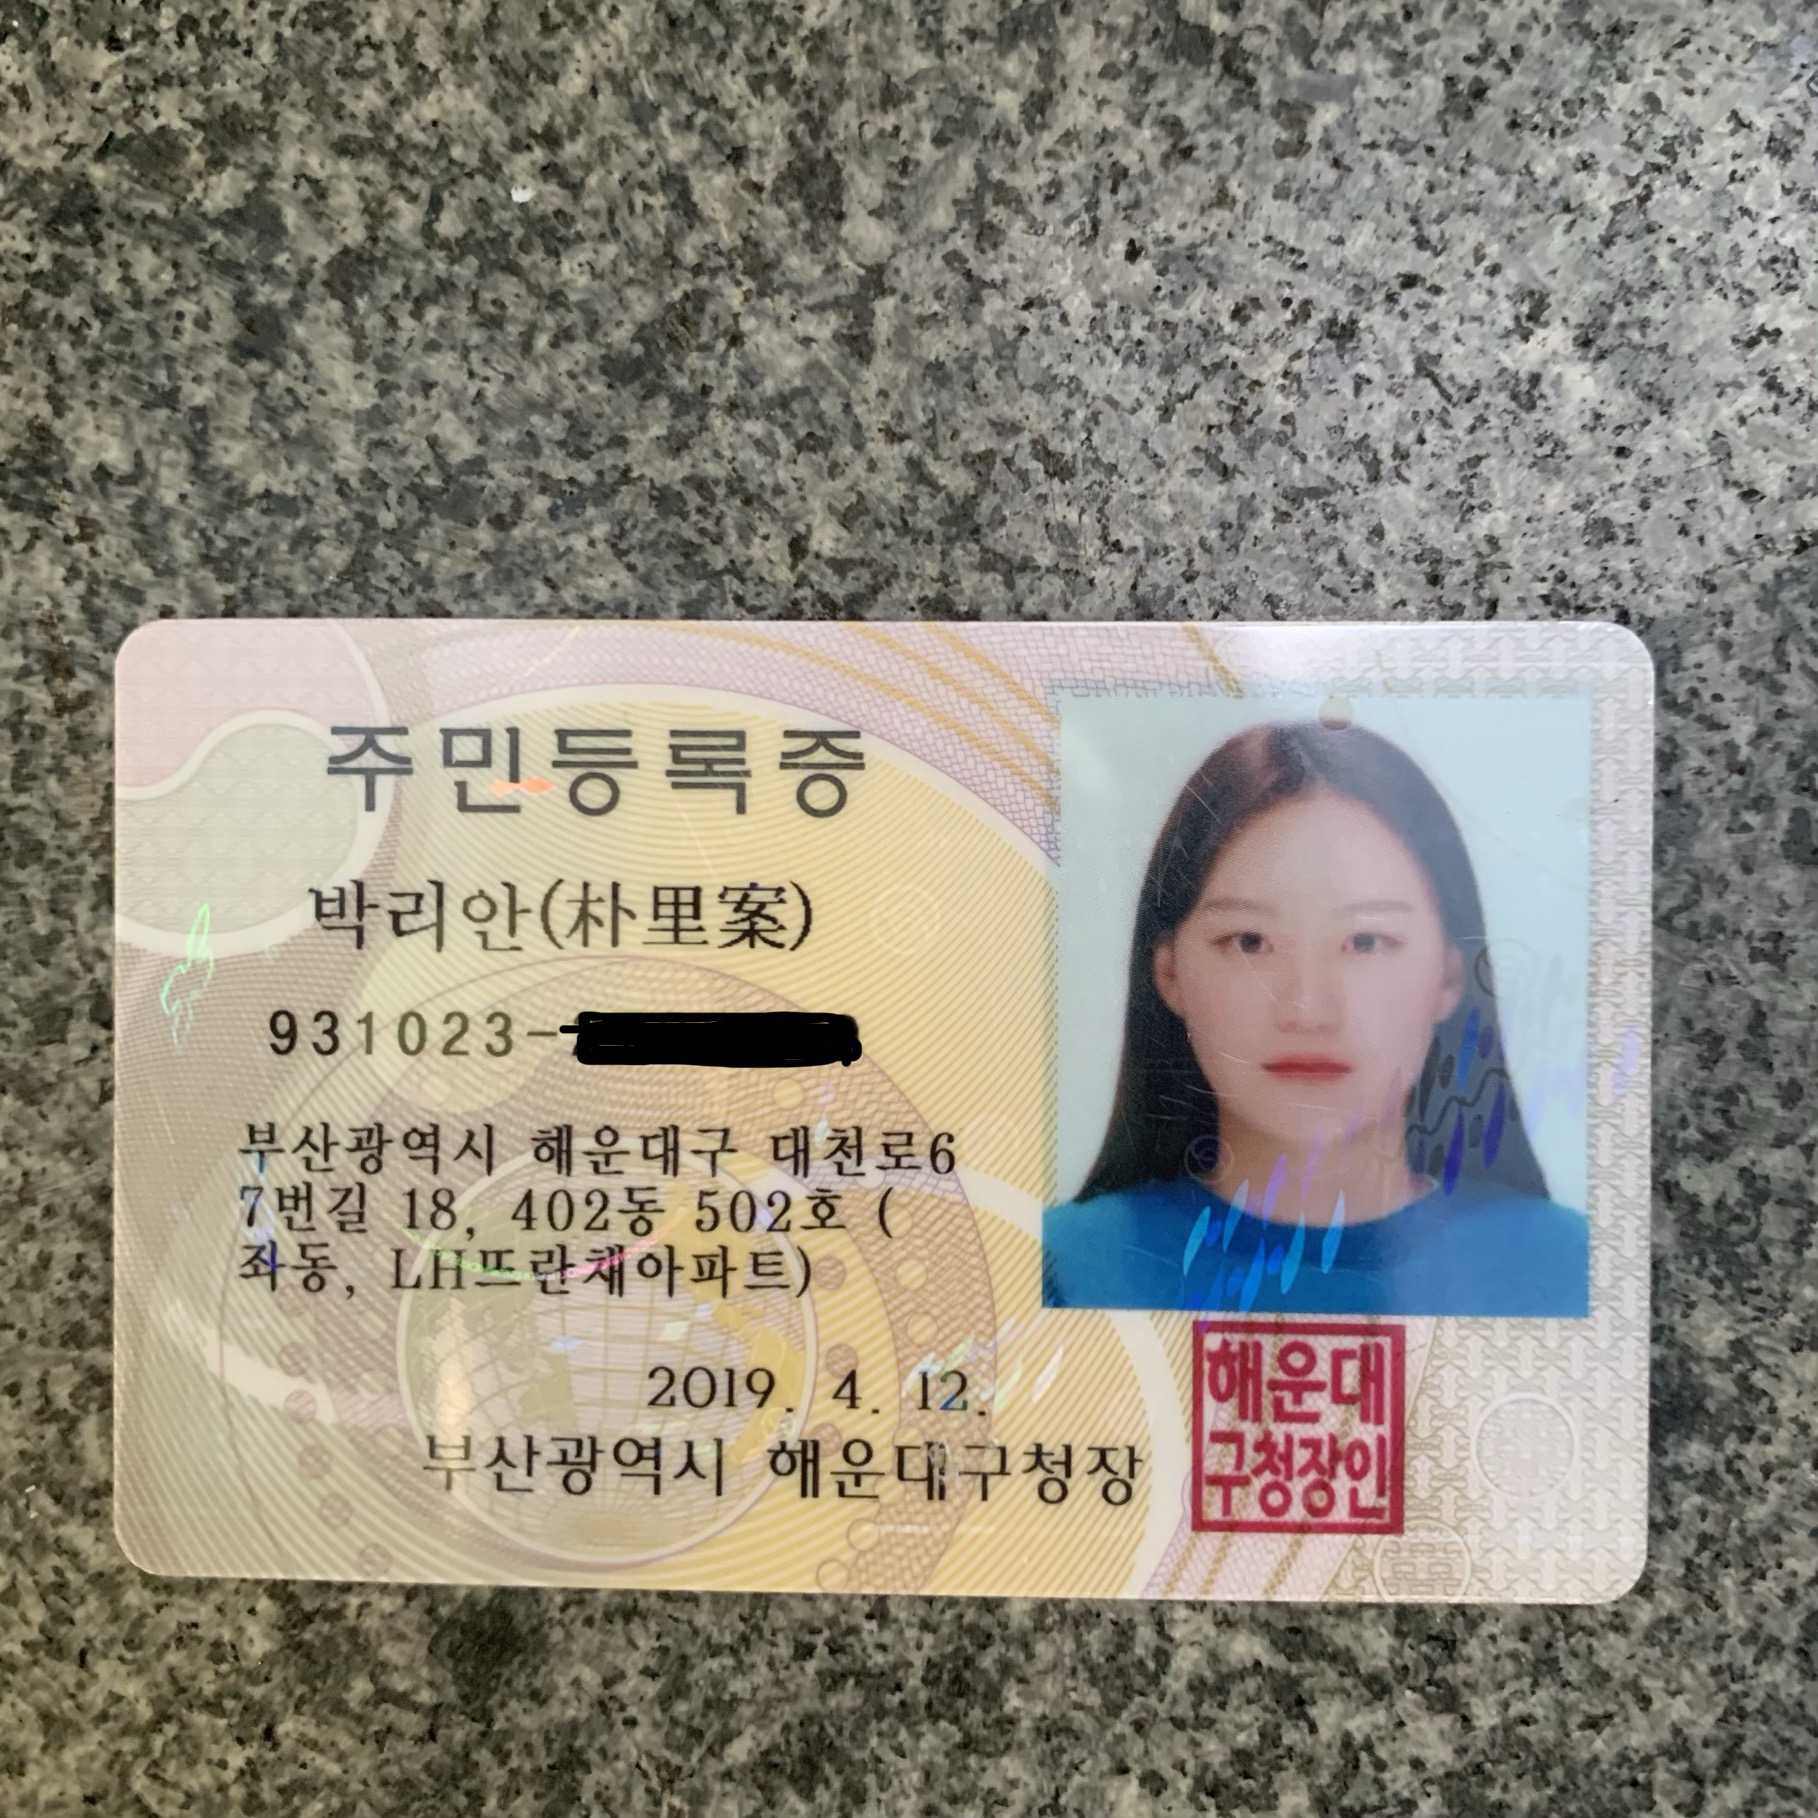 주민등록증
박리안(朴里案)
931023-
부산광역시 해운대구 대천로6
7번길 18, 402동 502호 (
좌동, LH뜨란채아파트)
2019. 4. 12.
부산광역시 해운대구청장
해운대
구청장인